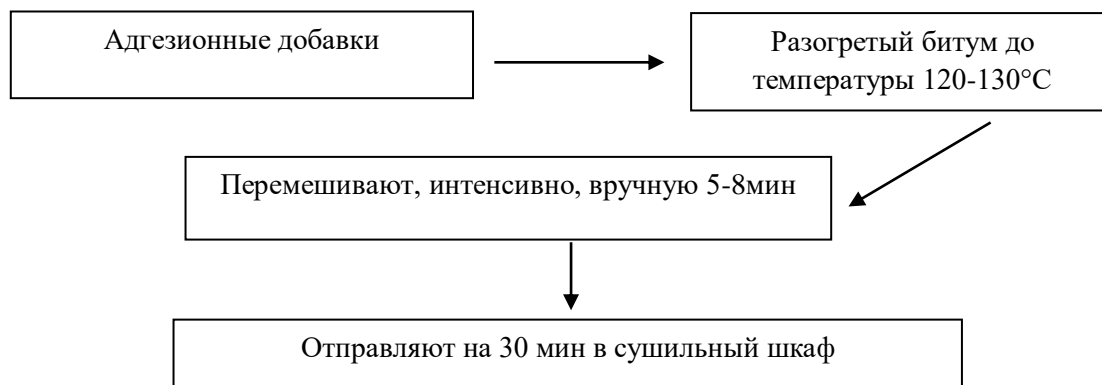 Адгезионные добавки
Разогретый битум до
температуры 120-130°С
Перемешивают, интенсивно, вручную 5-8мин
Отправляют на 30 мин в сушильный шкаф